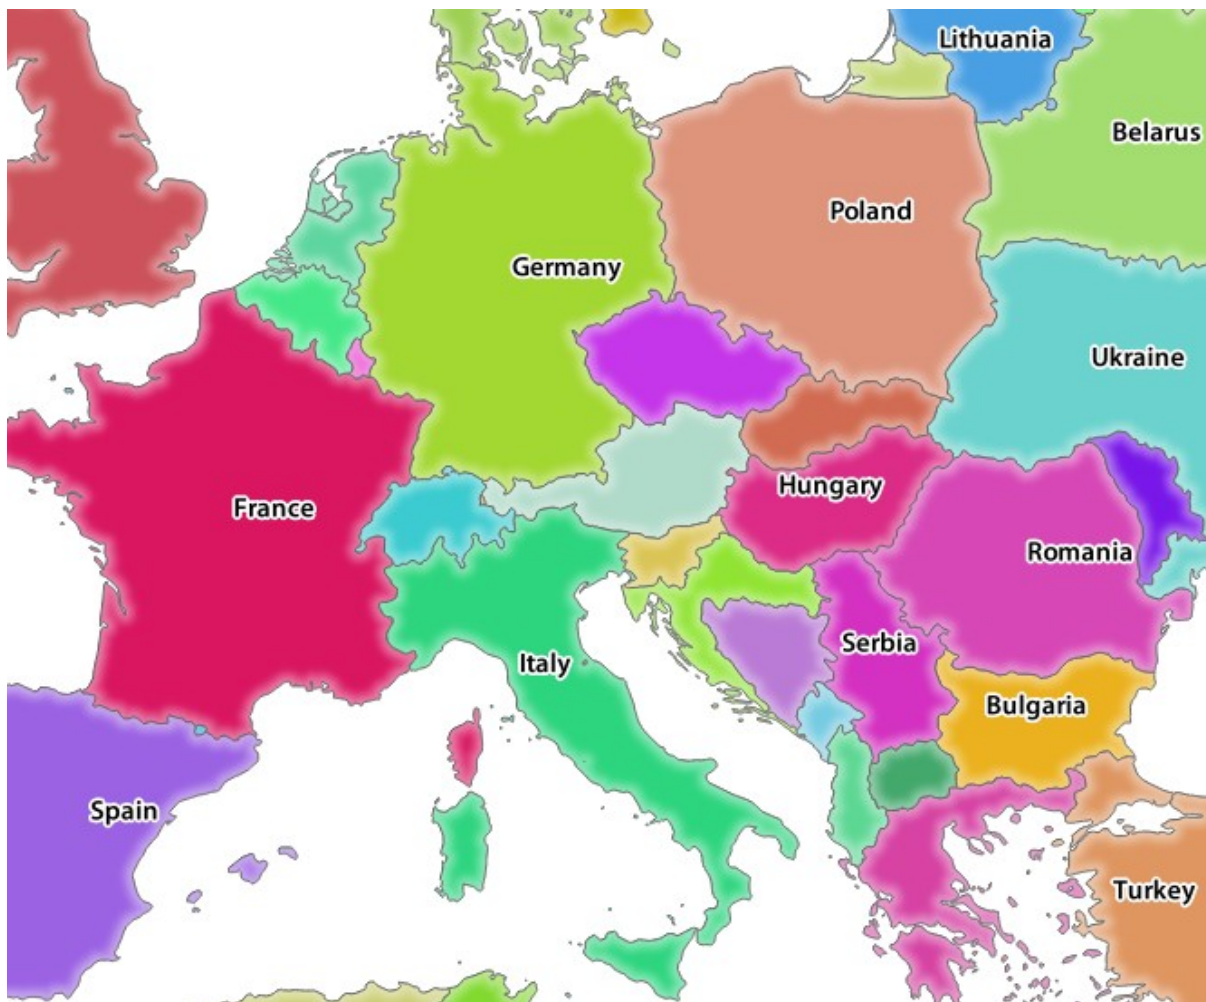 Lithuania
Belarus
Poland
Germany
Ukraine
Hungary
France
Romania
Serbia
Italy
Bulgaria
Spain
Turkey